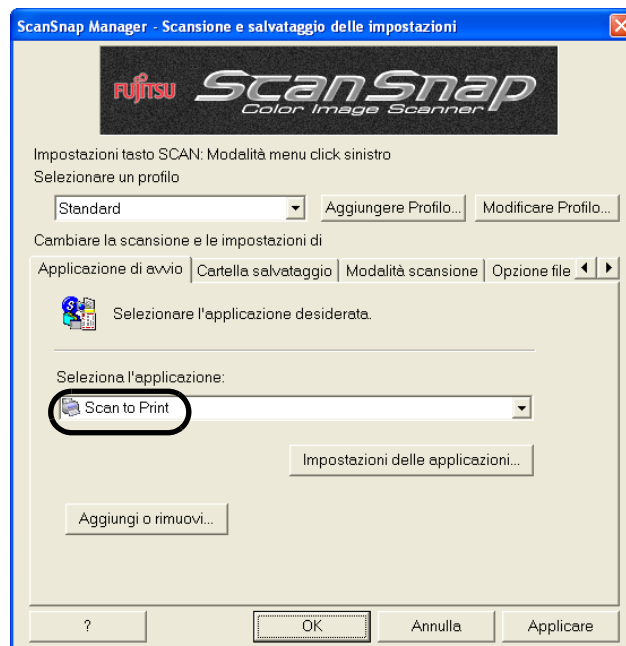 ScanSnap Manager - Scansione e salvataggio delle impostazioni
FUJITSU ScanSnap
Color Image Scanner
Impostazioni tasto SCAN: Modalità menu click sinistro
Selezionare un profilo
Standard Aggiungere Profilo... Modificare Profilo...
Cambiare la scansione e le impostazioni di
Applicazione di avvio Cartella salvataggio Modalità scansione Opzione file
Selezionare l'applicazione desiderata.
Seleziona l'applicazione:
Scan to Print
Impostazioni delle applicazioni...
Aggiungi o rimuovi...
? OK Annulla Applicare